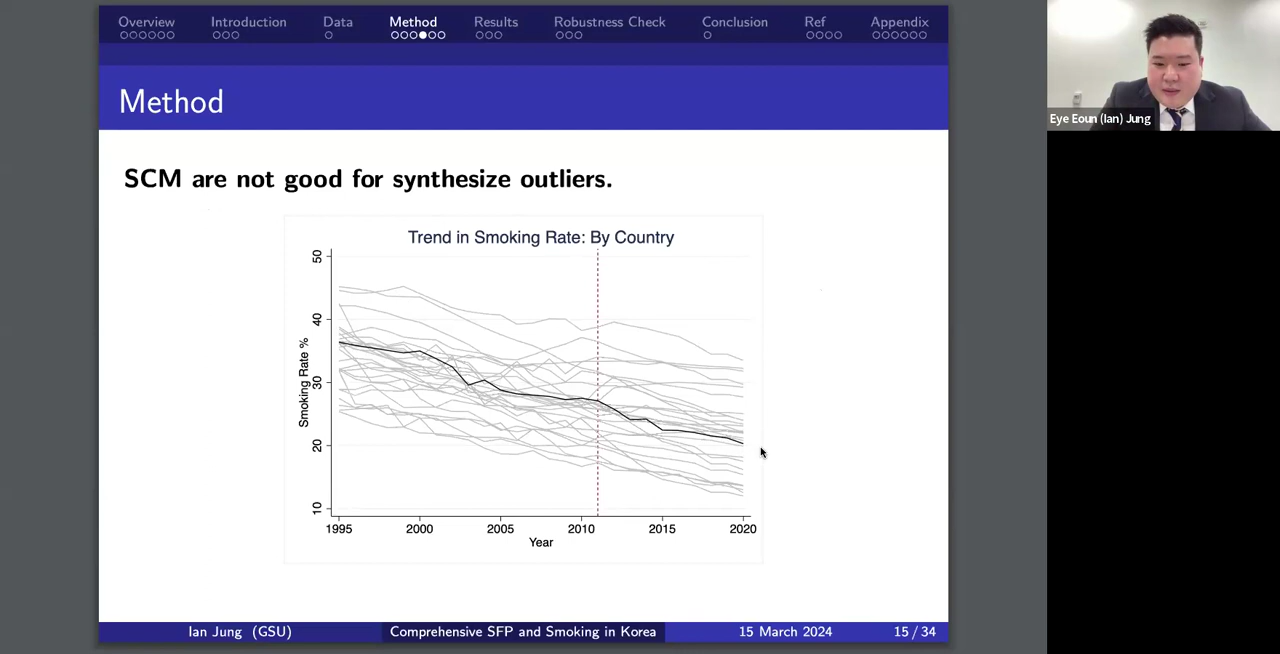 Overview Introduction Data Method Results Robustness Check Conclusion Ref Appendix
Method
SCM are not good for synthesize outliers.
Trend in Smoking Rate: By Country
Smoking Rate %
50
40
30
20
10
1995 2000 2005 2010 2015 2020
Year
Ian Jung (GSU) Comprehensive SFP and Smoking in Korea 15 March 2024 15 / 34
Eye Eoun (Ian) Jung